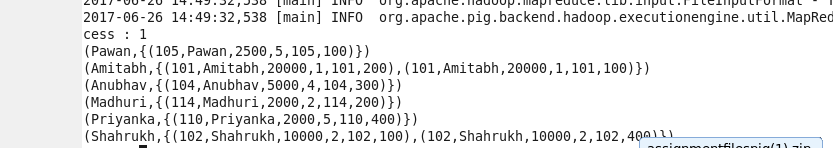 2017-06-26 14:49:32,538 [main] INFO  org.apache.hadoop.mapreduce.lib.input.FileInputFormat - T
2017-06-26 14:49:32,538 [main] INFO  org.apache.pig.backend.hadoop.executionengine.util.MapRed
cess : 1
(Pawan,{(105,Pawan,2500,5,105,100)})
(Amitabh,{(101,Amitabh,20000,1,101,200),(101,Amitabh,20000,1,101,100)})
(Anubhav,{(104,Anubhav,5000,4,104,300)})
(Madhuri,{(114,Madhuri,2000,2,114,200)})
(Priyanka,{(110,Priyanka,2000,5,110,400)})
(Shahrukh,{(102,Shahrukh,10000,2,102,100),(102,Shahrukh,10000,2,102,400)})
assignmentfilespig(1).zip